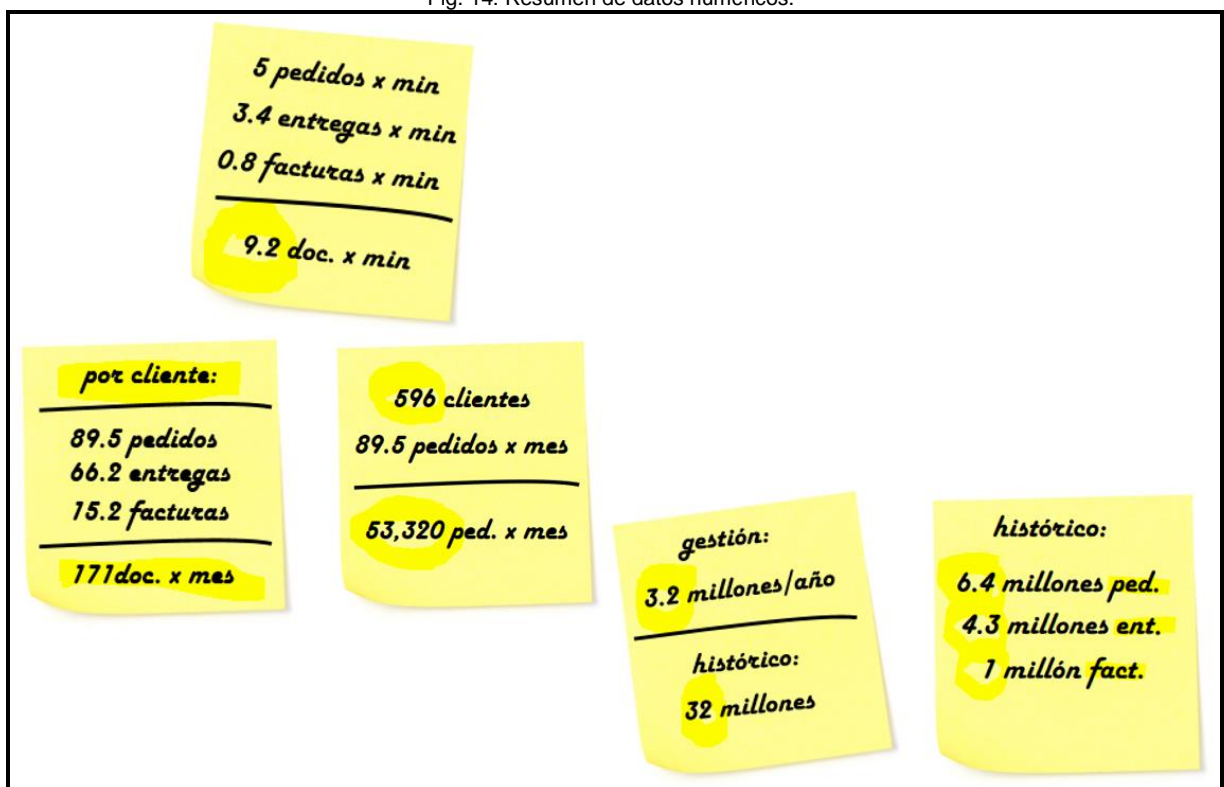 Fig. 14. Resumen de datos numéricos.
5 pedidos x min
3.4 entregas x min
0.8 facturas x min
9.2 doc. x min
por cliente:
89.5 pedidos
66.2 entregas
15.2 facturas
171doc. x mes
596 clientes
89.5 pedidos x mes
53,320 ped. x mes
gestión:
3.2 millones/año
histórico:
32 millones
histórico:
6.4 millones ped.
4.3 millones ent.
1 millón fact.